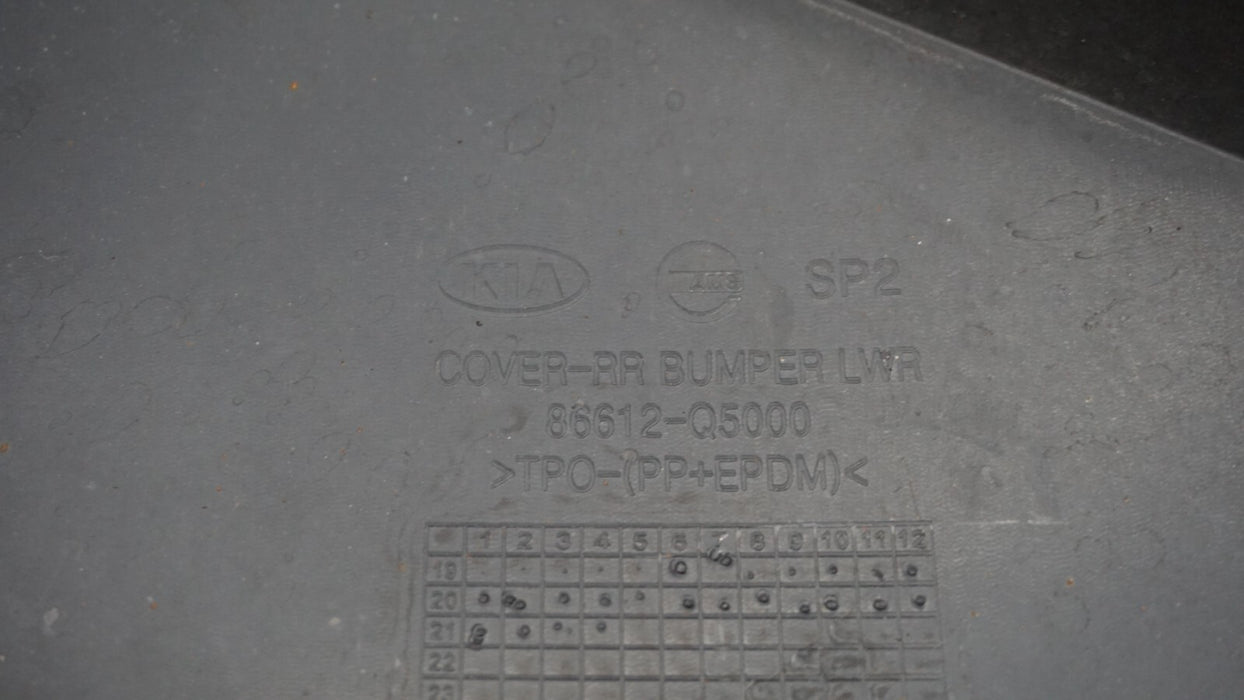 KIA AMS SP2
COVER-RR BUMPER LWR
86612-Q5000
>TPO-(PP+EPDM)<
1 2 3 4 5 6 7 8 9 10 11 12
19
20
21
22
23